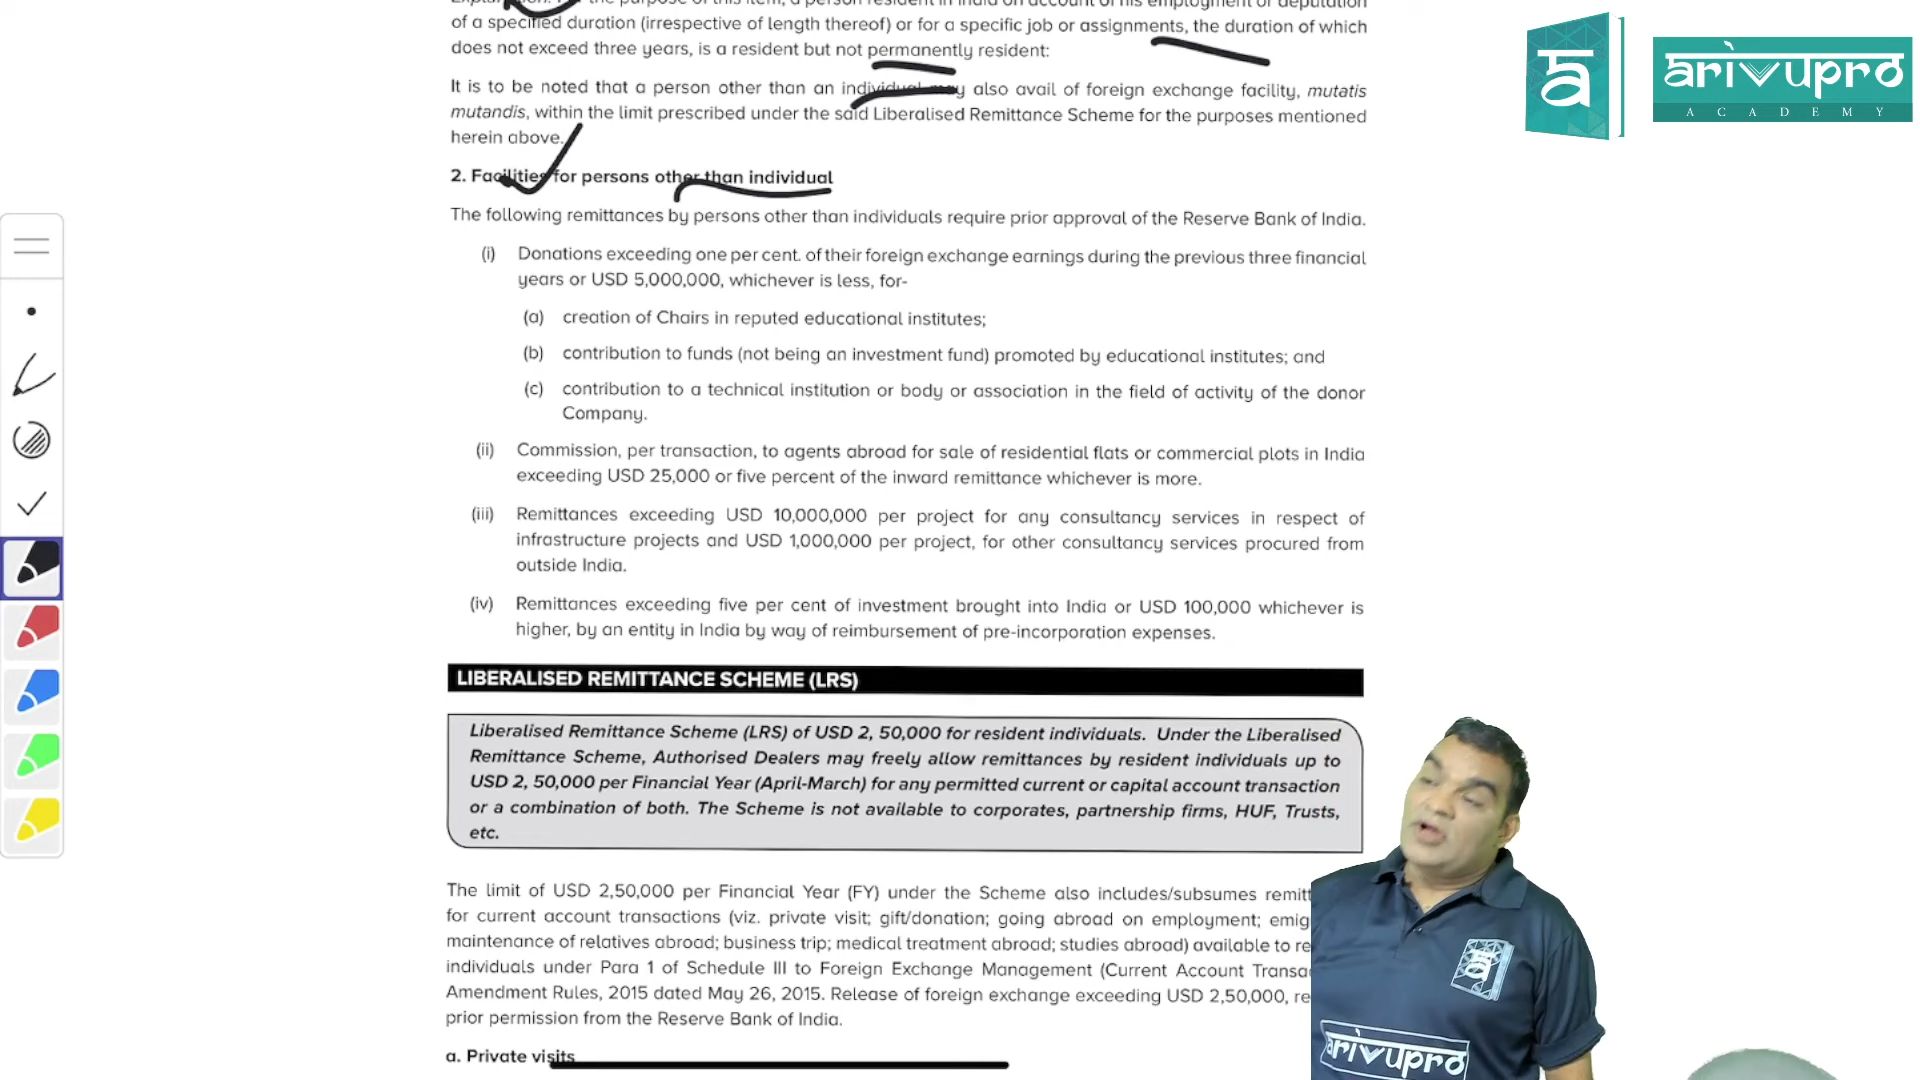 the purpose of this item, a person resident in India on account of his employment or deputation
of a specified duration (irrespective of length thereof) or for a specific job or assignments, the duration of which
does not exceed three years, is a resident but not permanently resident:
It is to be noted that a person other than an individual may also avail of foreign exchange facility, mutatis
mutandis, within the limit prescribed under the said Liberalised Remittance Scheme for the purposes mentioned
herein above.
2. Facilities for persons other than individual
The following remittances by persons other than individuals require prior approval of the Reserve Bank of India.
(i) Donations exceeding one per cent. of their foreign exchange earnings during the previous three financial
years or USD 5,000,000, whichever is less, for-
(a) creation of Chairs in reputed educational institutes;
(b) contribution to funds (not being an investment fund) promoted by educational institutes; and
(c) contribution to a technical institution or body or association in the field of activity of the donor
Company.
(ii) Commission, per transaction, to agents abroad for sale of residential flats or commercial plots in India
exceeding USD 25,000 or five percent of the inward remittance whichever is more.
(iii) Remittances exceeding USD 10,000,000 per project for any consultancy services in respect of
infrastructure projects and USD 1,000,000 per project, for other consultancy services procured from
outside India.
(iv) Remittances exceeding five per cent of investment brought into India or USD 100,000 whichever is
higher, by an entity in India by way of reimbursement of pre-incorporation expenses.
LIBERALISED REMITTANCE SCHEME (LRS)
Liberalised Remittance Scheme (LRS) of USD 2, 50,000 for resident individuals. Under the Liberalised
Remittance Scheme, Authorised Dealers may freely allow remittances by resident individuals up to
USD 2, 50,000 per Financial Year (April-March) for any permitted current or capital account transaction
or a combination of both. The Scheme is not available to corporates, partnership firms, HUF, Trusts,
etc.
The limit of USD 2,50,000 per Financial Year (FY) under the Scheme also includes/subsumes remitt
for current account transactions (viz. private visit; gift/donation; going abroad on employment; emig
maintenance of relatives abroad; business trip; medical treatment abroad; studies abroad) available to re
individuals under Para 1 of Schedule III to Foreign Exchange Management (Current Account Transa
Amendment Rules, 2015 dated May 26, 2015. Release of foreign exchange exceeding USD 2,50,000, re
prior permission from the Reserve Bank of India.
a. Private visits
arivupro
ACADEMY
arivupro